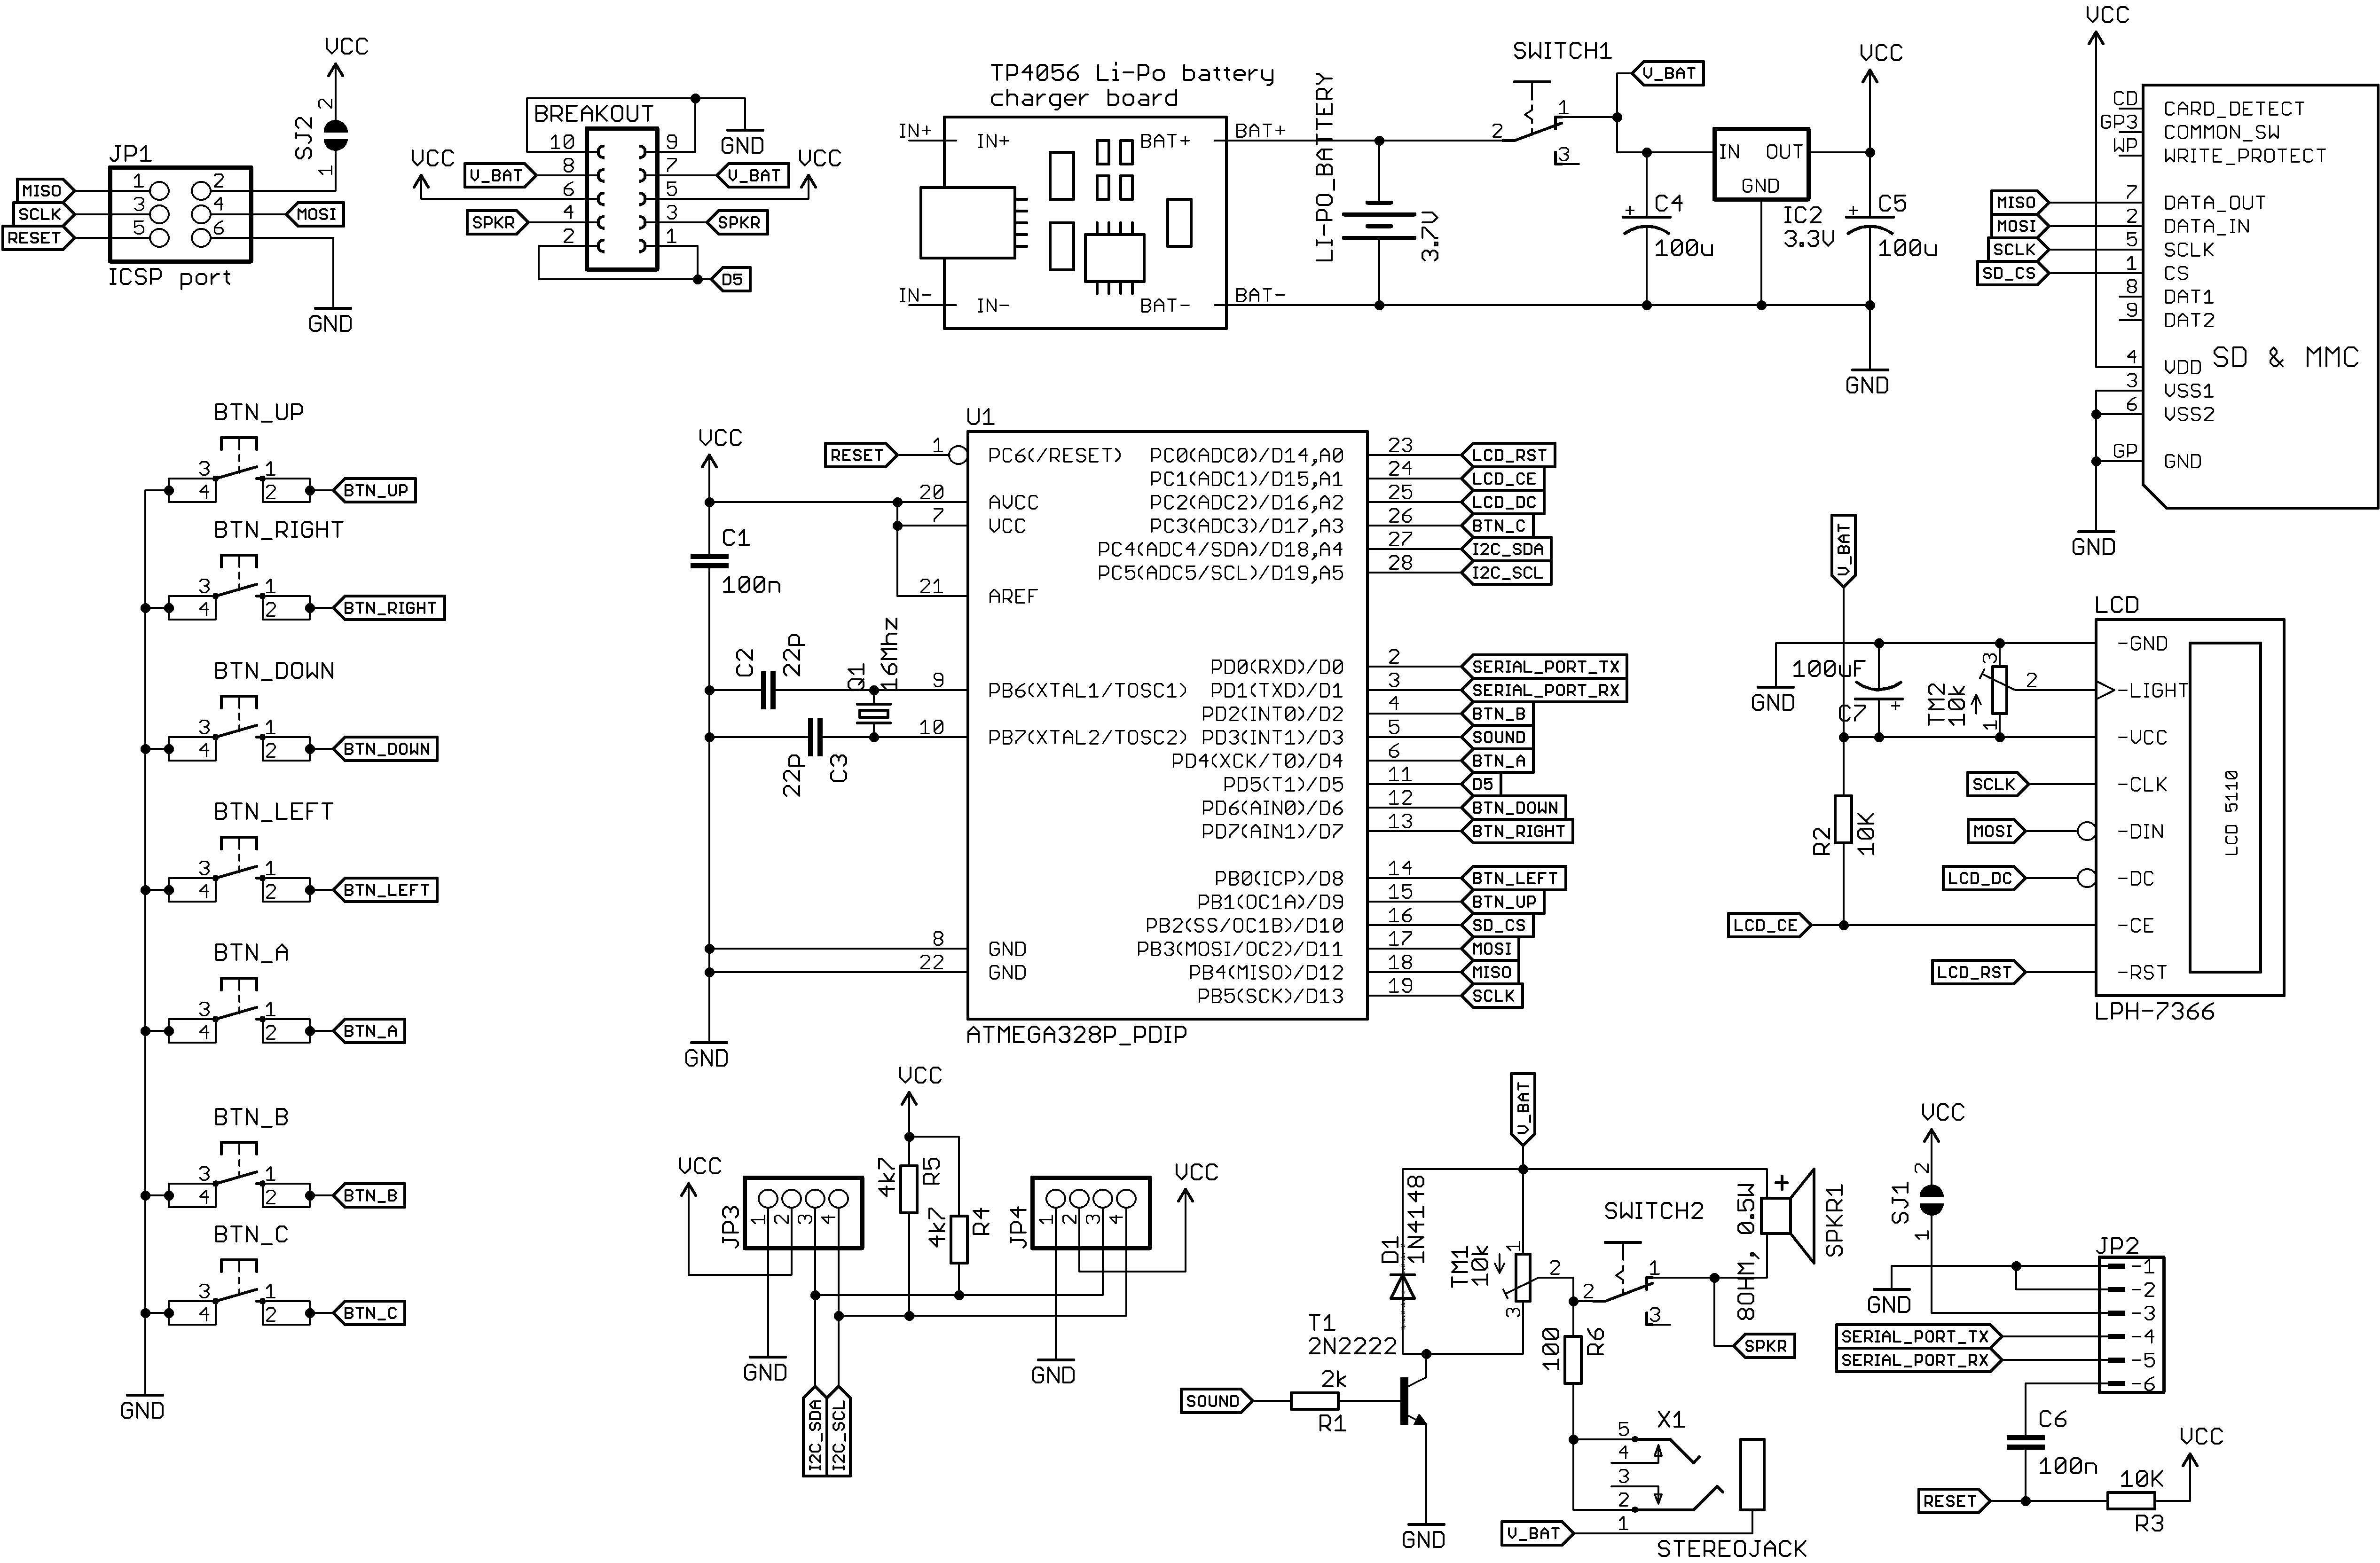 VCC
SJ2
1
2
JP1
MISO
1
2
SCLK
3
4
MOSI
RESET
5
6
ICSP port
GND
BREAKOUT
GND
10
9
VCC
V_BAT
8
7
V_BAT
VCC
6
5
SPKR
4
3
SPKR
2
1
D5
TP4056 Li-Po battery
charger board
IN+
IN+
BAT+
BAT+
IN-
IN-
BAT-
BAT-
LI-PO_BATTERY
3.7V
SWITCH1
2
1
3
V_BAT
VCC
IN
OUT
GND
IC2
3.3V
C4
+
100u
C5
+
100u
GND
VCC
CD
CARD_DETECT
GP3
COMMON_SW
WP
WRITE_PROTECT
MISO
7
DATA_OUT
MOSI
2
DATA_IN
SCLK
5
SCLK
SD_CS
1
CS
8
DAT1
9
DAT2
4
VDD
SD & MMC
3
VSS1
6
VSS2
GP
GND
GND
BTN_UP
3
1
4
2
BTN_UP
BTN_RIGHT
3
1
4
2
BTN_RIGHT
BTN_DOWN
3
1
4
2
BTN_DOWN
BTN_LEFT
3
1
4
2
BTN_LEFT
BTN_A
3
1
4
2
BTN_A
BTN_B
3
1
4
2
BTN_B
BTN_C
3
1
4
2
BTN_C
GND
VCC
C1
100n
C2
22P
Q1
16Mhz
22P
C3
GND
U1
RESET
1
PC6(/RESET)
20
AVCC
7
VCC
21
AREF
9
PB6(XTAL1/TOSC1)
10
PB7(XTAL2/TOSC2)
8
GND
22
GND
PC0(ADC0)/D14,A0
23
LCD_RST
PC1(ADC1)/D15,A1
24
LCD_CE
PC2(ADC2)/D16,A2
25
LCD_DC
PC3(ADC3)/D17,A3
26
BTN_C
PC4(ADC4/SDA)/D18,A4
27
I2C_SDA
PC5(ADC5/SCL)/D19,A5
28
I2C_SCL
PD0(RXD)/D0
2
SERIAL_PORT_TX
PD1(TXD)/D1
3
SERIAL_PORT_RX
PD2(INT0)/D2
4
BTN_B
PD3(INT1)/D3
5
SOUND
PD4(XCK/T0)/D4
6
BTN_A
PD5(T1)/D5
11
D5
PD6(AIN0)/D6
12
BTN_DOWN
PD7(AIN1)/D7
13
BTN_RIGHT
PB0(ICP)/D8
14
BTN_LEFT
PB1(OC1A)/D9
15
BTN_UP
PB2(SS/OC1B)/D10
16
SD_CS
PB3(MOSI/OC2)/D11
17
MOSI
PB4(MISO)/D12
18
MISO
PB5(SCK)/D13
19
SCLK
ATMEGA328P_PDIP
V_BAT
LCD
-GND
100uF
C7
+
GND
TM2
10k
3
2
1
-LIGHT
-VCC
SCLK
-CLK
R2
10K
MOSI
-DIN
LCD_DC
-DC
LCD_CE
-CE
LCD_RST
-RST
LCD 5110
LPH-7366
VCC
VCC
JP3
1
2
3
4
4k7
R5
4k7
R4
JP4
1
2
3
4
VCC
GND
GND
I2C_SDA
I2C_SCL
V_BAT
D1
1N4148
TM1
10k
1
2
3
SWITCH2
2
1
3
8OHM, 0.5W
+
SPKR1
SPKR
T1
2N2222
SOUND
2k
R1
GND
100
R6
X1
5
4
3
2
1
V_BAT
STEREOJACK
VCC
SJ1
2
1
JP2
-1
-2
-3
-4
-5
-6
GND
SERIAL_PORT_TX
SERIAL_PORT_RX
C6
100n
VCC
RESET
10K
R3